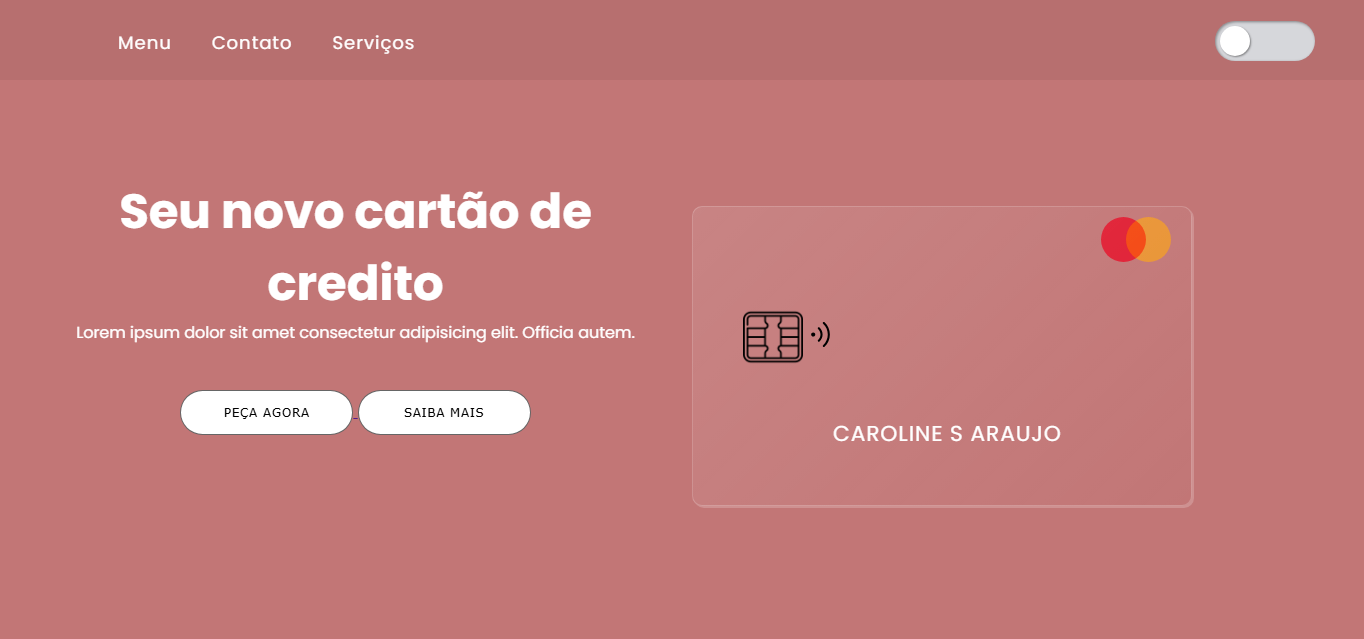 Menu Contato Serviços
Seu novo cartão de
credito
Lorem ipsum dolor sit amet consectetur adipisicing elit. Officia autem.
PEÇA AGORA SAIBA MAIS
CAROLINE S ARAUJO